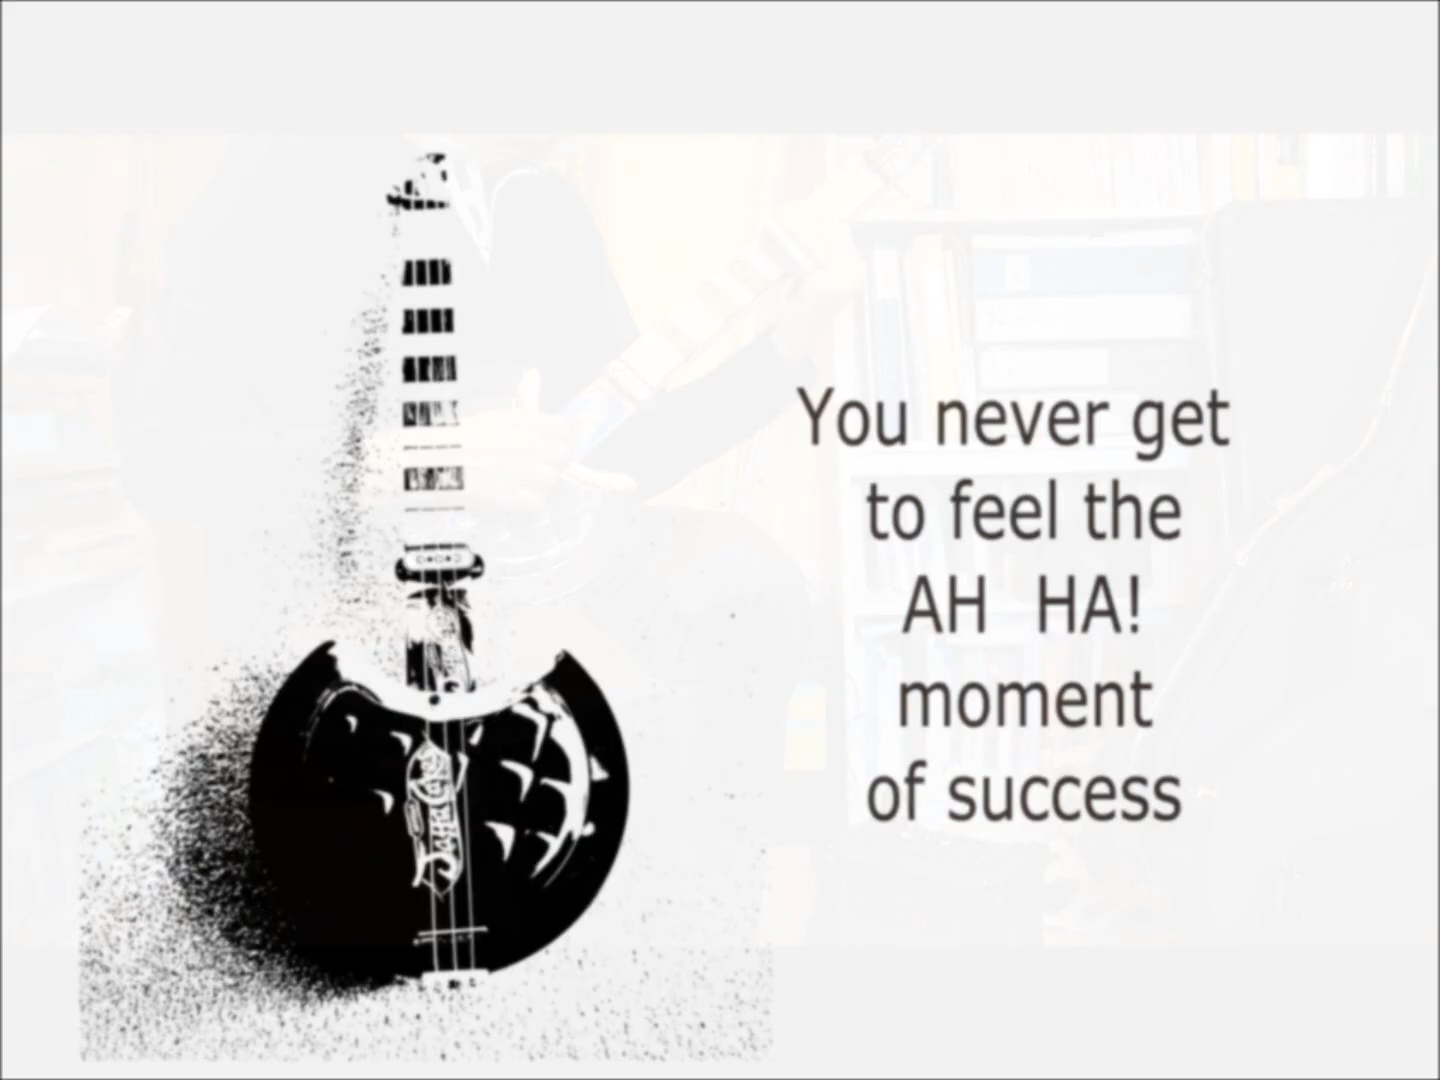 You never get
to feel the
AH HA!
moment
of success